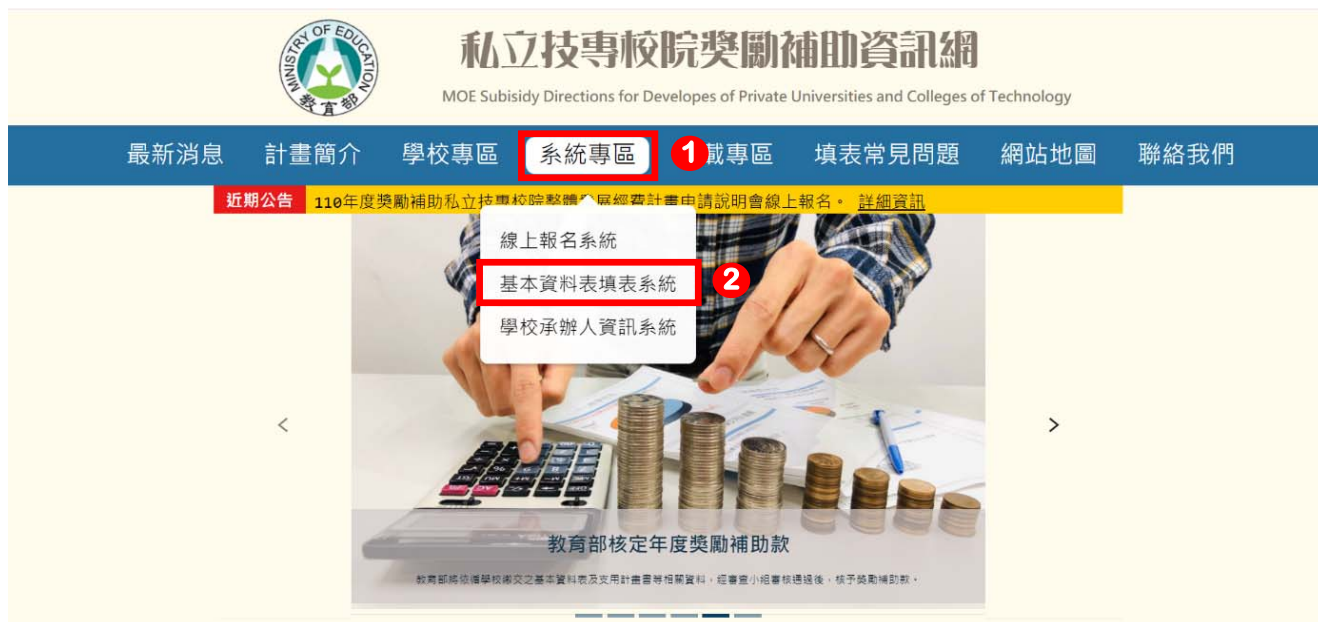 MINISTRY OF EDUCATION
教育部
私立技專校院獎勵補助資訊網
MOE Subisidy Directions for Developes of Private Universities and Colleges of Technology
最新消息 計畫簡介 學校專區 系統專區 1 載專區 填表常見問題 網站地圖 聯絡我們
近期公告 110年度獎勵補助私立技專校院整體發展經費計畫申請說明會線上報名。 詳細資訊
線上報名系統
基本資料表填表系統 2
學校承辦人資訊系統
< >
教育部核定年度獎勵補助款
教育部將依循學校繳交之基本資料表及支用計畫書等相關資料，經審查小組審核通過後，核予獎勵補助款。